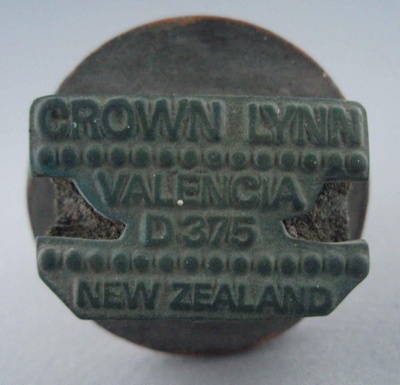 CROWN LYNN
VALENCIA
D 375
NEW ZEALAND